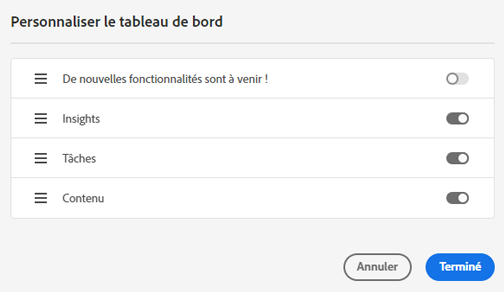 Personnaliser le tableau de bord
De nouvelles fonctionnalités sont à venir !
Insights
Tâches
Contenu
Annuler
Terminé